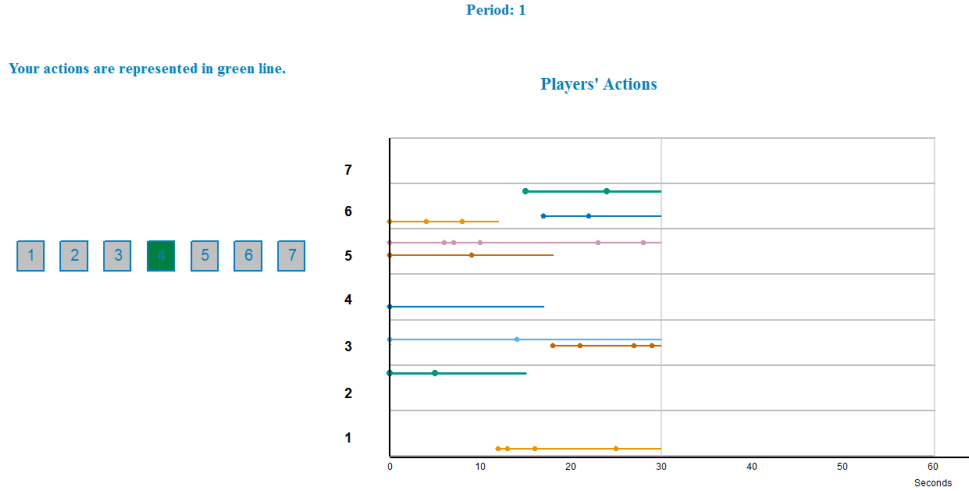 Period: 1
Your actions are represented in green line.
Players' Actions
1 2 3 4 5 6 7
7
6
5
4
3
2
1
0 10 20 30 40 50 60
Seconds